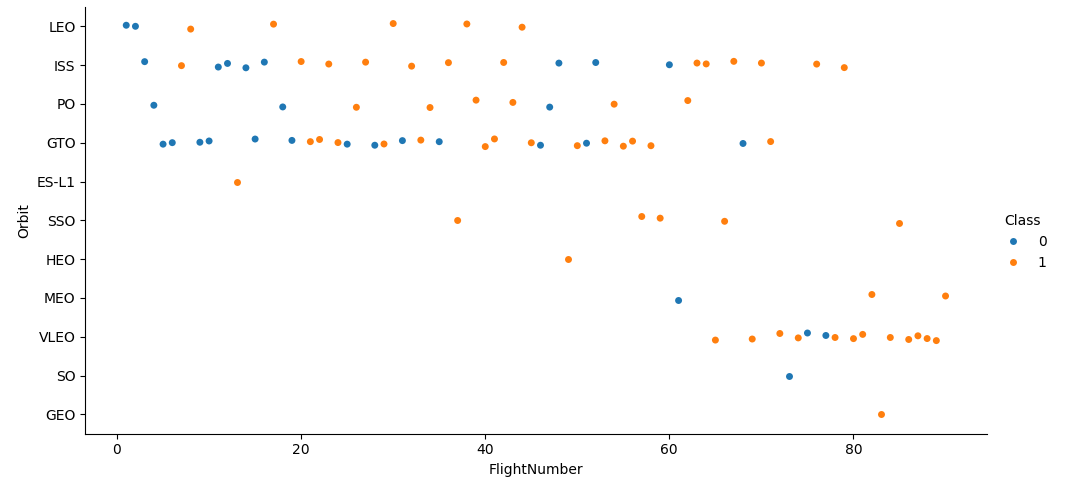 LEO
ISS
PO
GTO
ES-L1
SSO
HEO
MEO
VLEO
SO
GEO
Orbit
0 20 40 60 80
FlightNumber
Class
0
1